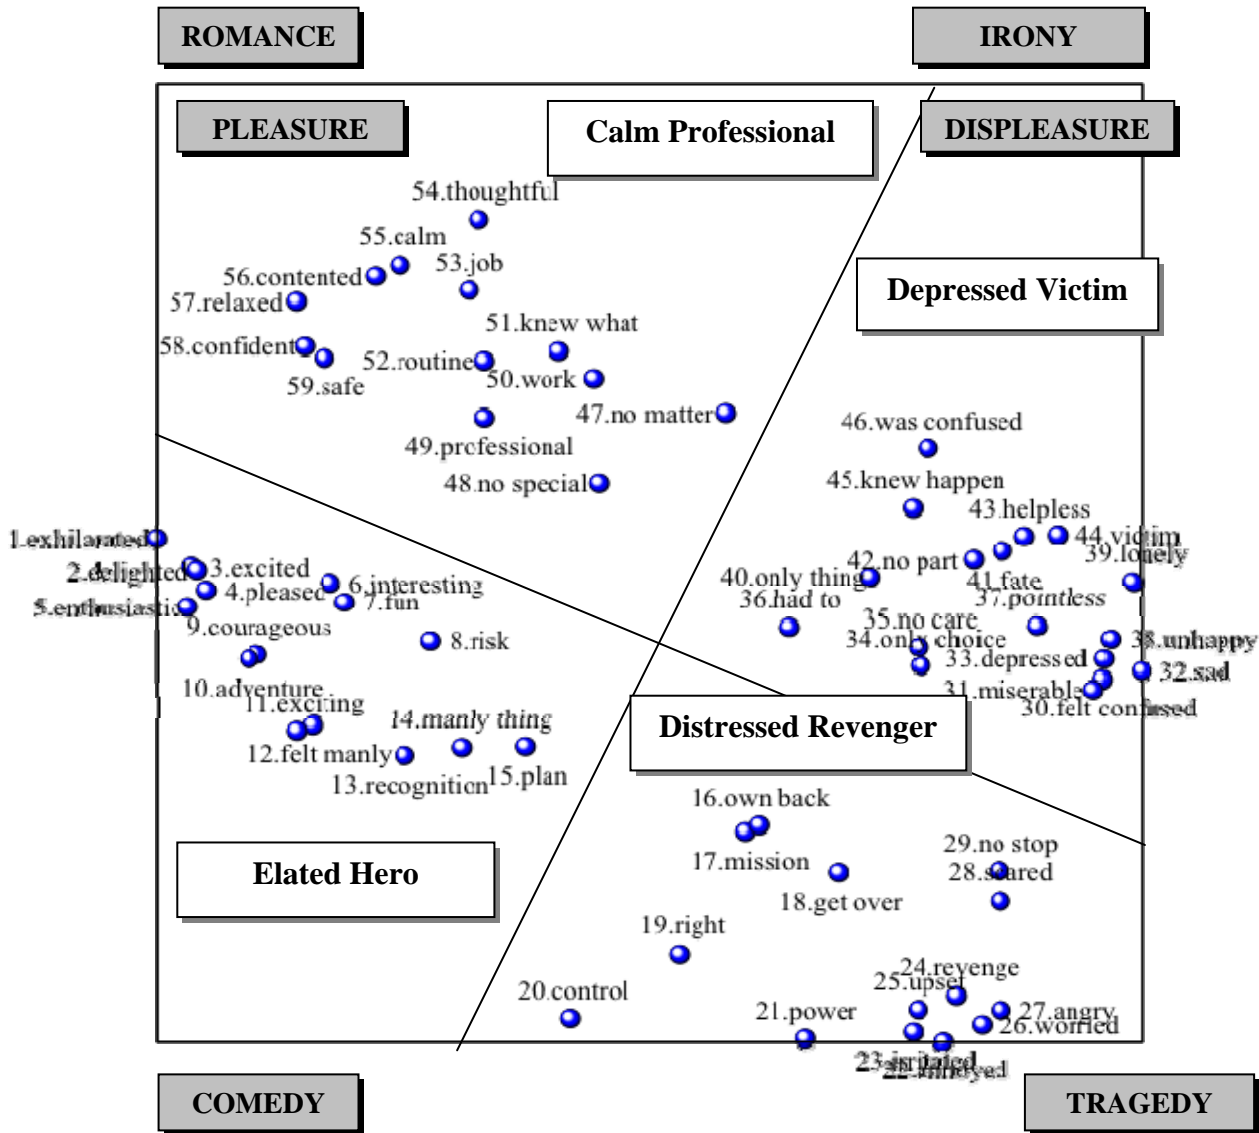 ROMANCE
IRONY
PLEASURE
Calm Professional
DISPLEASURE
54.thoughtful
55.calm
53.job
56.contented
57.relaxed
51.knew what
58.confident
52.routine
50.work
59.safe
47.no matter
49.professional
48.no special
Depressed Victim
46.was confused
45.knew happen
43.helpless
44.victim
39.lonely
42.no part
40.only thing
41.fate
36.had to
37.pointless
35.no care
34.only choice
38.unhappy
33.depressed
32.sad
31.miserable
30.felt confused
1.exhilarated
2.delighted
3.excited
4.pleased
5.enthusiastic
6.interesting
7.fun
9.courageous
8.risk
10.adventure
11.exciting
14.manly thing
12.felt manly
13.recognition
15.plan
Distressed Revenger
16.own back
17.mission
29.no stop
28.scared
18.get over
Elated Hero
19.right
24.revenge
25.upset
20.control
21.power
27.angry
26.worried
23.irritated
22.annoyed
COMEDY
TRAGEDY